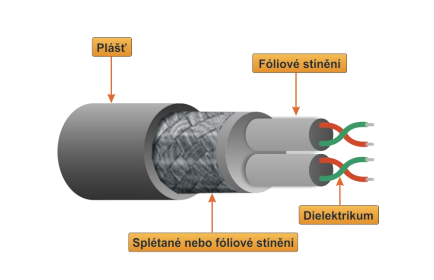 Plášť
Fóliové stínění
Dielektrikum
Splétané nebo fóliové stínění